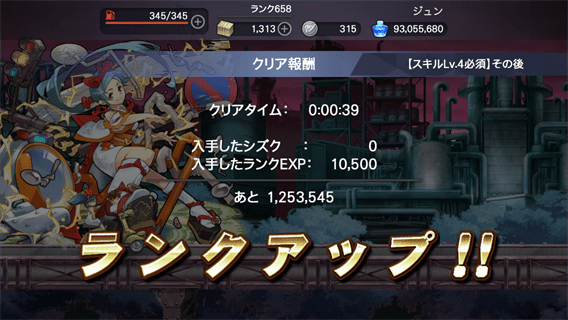 ランク658
ジュン
345/345
1,313
315
93,055,680
クリア報酬
【スキルLv.4必須】その後
クリアタイム： 0:00:39
入手したシズク ： 0
入手したランクEXP： 10,500
あと 1,253,545
ランクアップ!!